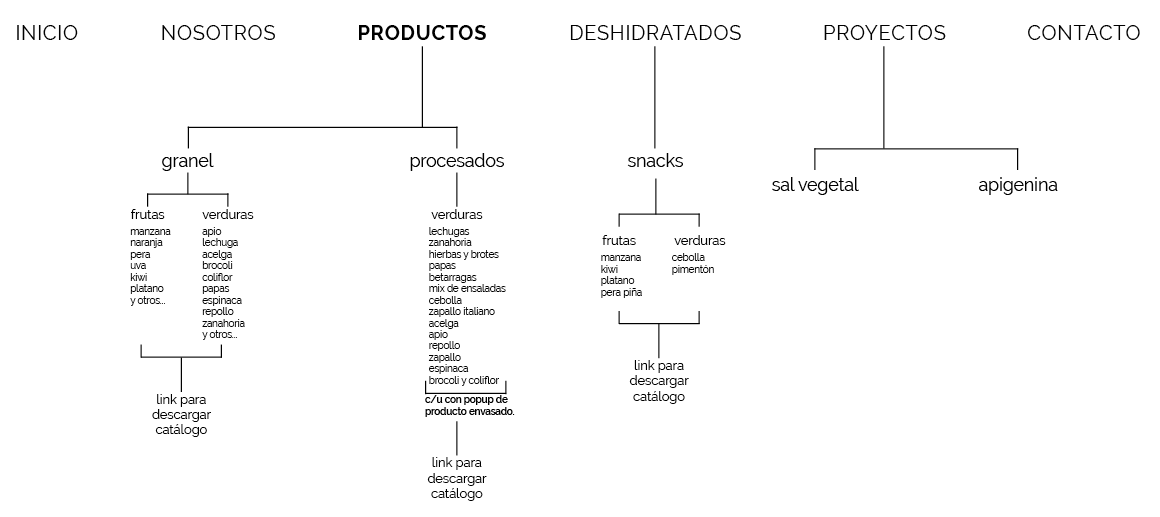 INICIO
NOSOTROS
PRODUCTOS
DESHIDRATADOS
PROYECTOS
CONTACTO
granel
frutas
manzana
naranja
pera
uva
kiwi
platano
y otros...
verduras
apio
lechuga
acelga
brocoli
coliflor
papas
espinaca
repollo
zanahoria
y otros...
link para
descargar
catálogo
procesados
verduras
lechugas
zanahoria
hierbas y brotes
papas
betarragas
mix de ensaladas
cebolla
zapallo italiano
acelga
apio
repollo
zapallo
espinaca
brocoli y coliflor
c/u con popup de
producto envasado.
link para
descargar
catálogo
snacks
frutas
manzana
kiwi
platano
pera piña
verduras
cebolla
pimentón
link para
descargar
catálogo
sal vegetal
apigenina